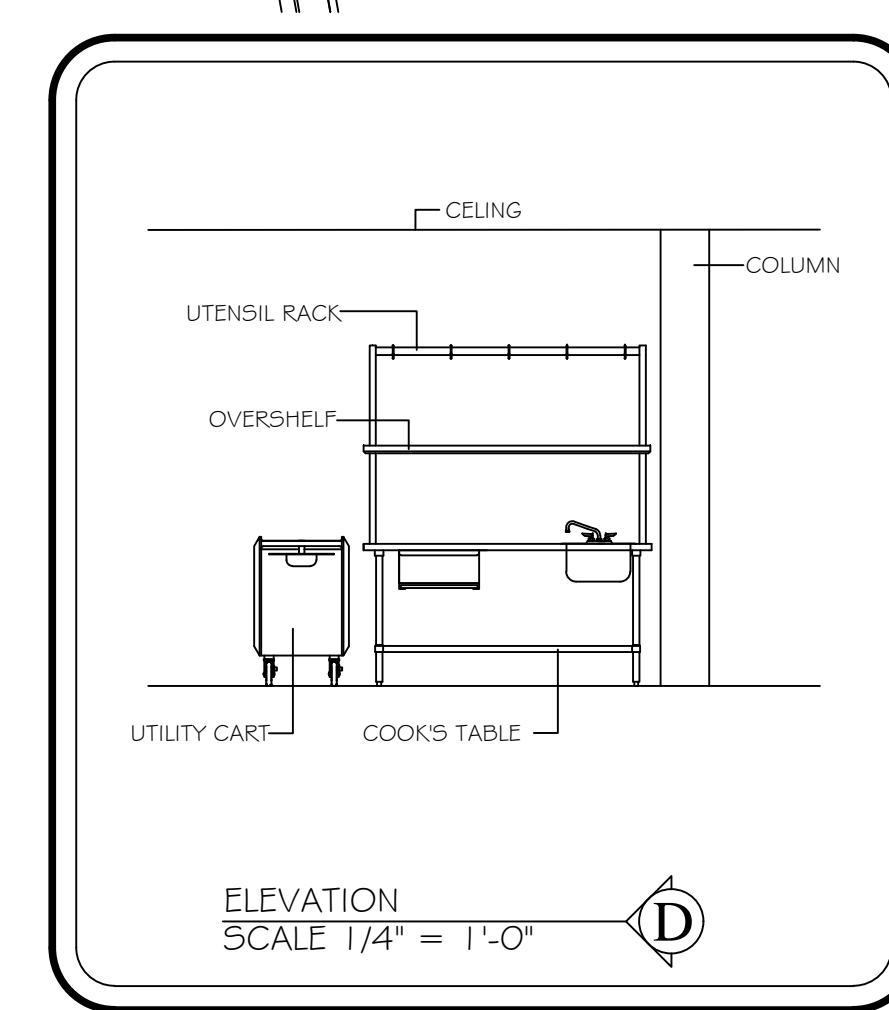 CELING
COLUMN
UTENSIL RACK
OVERSHELF
UTILITY CART
COOK'S TABLE
ELEVATION
SCALE 1/4" = 1'-0"
D